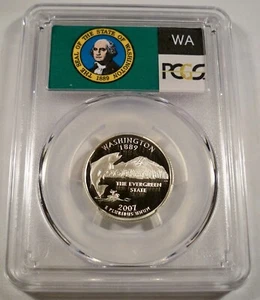 THE SEAL OF THE STATE OF WASHINGTON
1889
WA
PCGS
WASHINGTON
1889
THE EVERGREEN
STATE
2007
E PLURIBUS UNUM